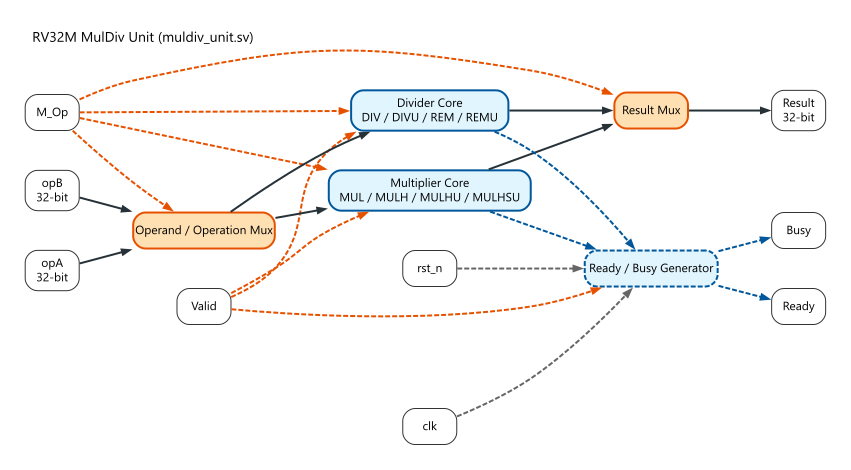 RV32M MulDiv Unit (muldiv_unit.sv)
M_Op
Divider Core
DIV / DIVU / REM / REMU
Result Mux
Result
32-bit
opB
32-bit
Multiplier Core
MUL / MULH / MULHU / MULHSU
Operand / Operation Mux
Busy
opA
32-bit
rst_n
Ready / Busy Generator
Valid
Ready
clk